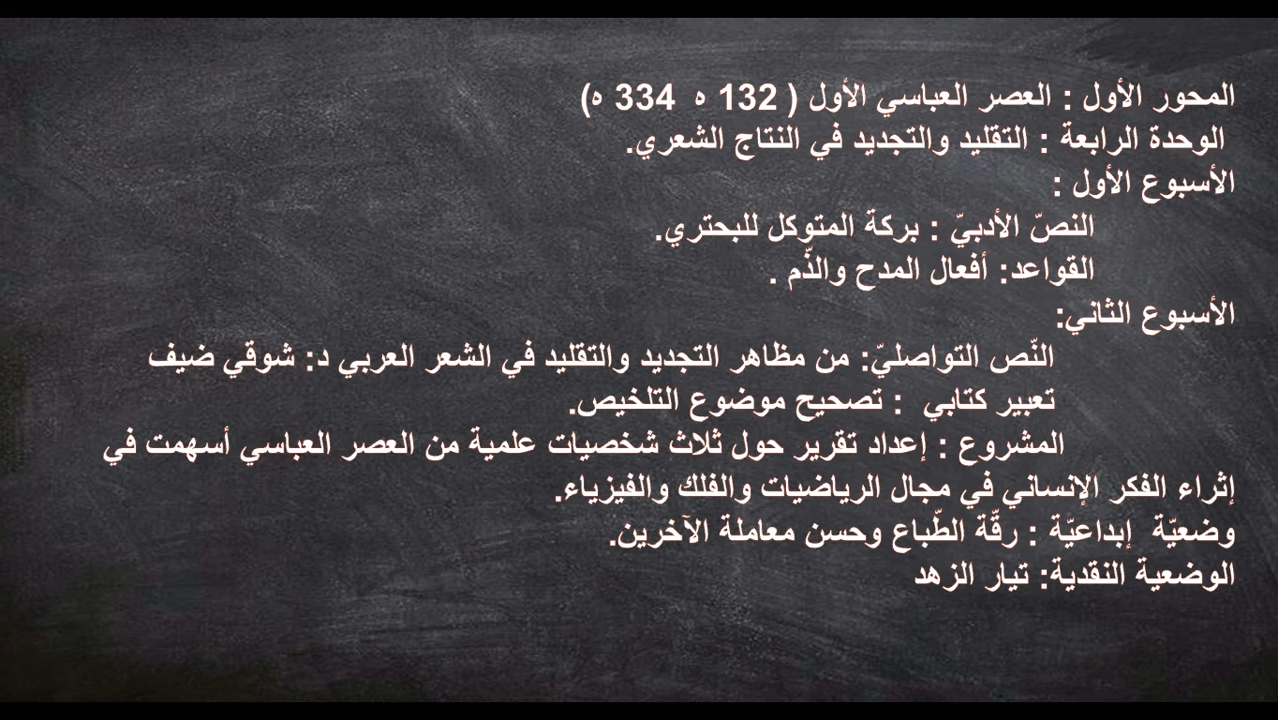 المحور الأول : العصر العباسي الأول ( 132 ه 334 ه)
الوحدة الرابعة : التقليد والتجديد في النتاج الشعري.
الأسبوع الأول :
النصّ الأدبيّ : بركة المتوكل للبحتري.
القواعد: أفعال المدح والذّم .
الأسبوع الثاني:
النّص التواصليّ: من مظاهر التجديد والتقليد في الشعر العربي د: شوقي ضيف
تعبير كتابي : تصحيح موضوع التلخيص.
المشروع : إعداد تقرير حول ثلاث شخصيات علمية من العصر العباسي أسهمت في
إثراء الفكر الإنساني في مجال الرياضيات والفلك والفيزياء.
وضعيّة إبداعيّة : رقّة الطّباع وحسن معاملة الآخرين.
الوضعية النقدية: تيار الزهد